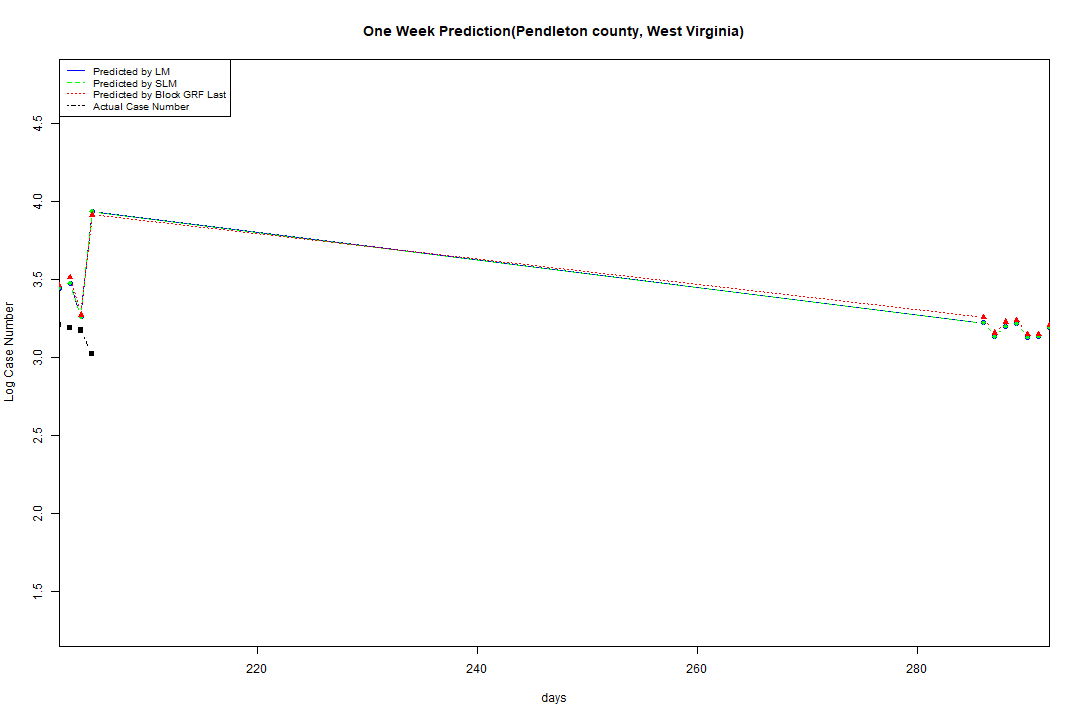 One Week Prediction(Pendleton county, West Virginia)
Predicted by LM
Predicted by SLM
Predicted by Block GRF Last
Actual Case Number
4.5
4.0
3.5
3.0
2.5
2.0
1.5
Log Case Number
220
240
260
280
days